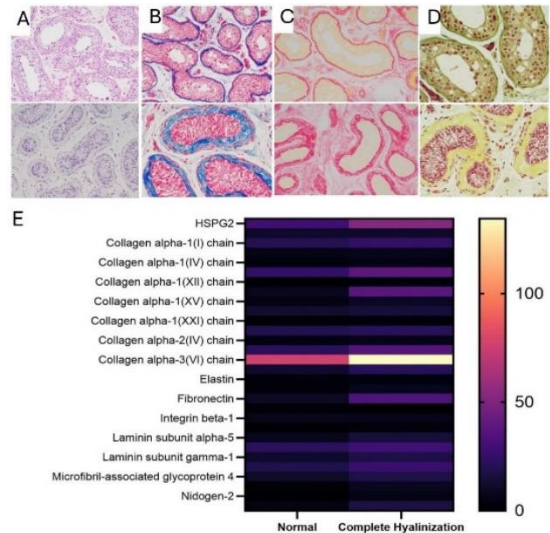 A
B
C
D
E
HSPG2
Collagen alpha-1(I) chain
Collagen alpha-1(IV) chain
Collagen alpha-1(XII) chain
Collagen alpha-1(XV) chain
Collagen alpha-1(XXI) chain
Collagen alpha-2(IV) chain
Collagen alpha-3(VI) chain
Elastin
Fibronectin
Integrin beta-1
Laminin subunit alpha-5
Laminin subunit gamma-1
Microfibril-associated glycoprotein 4
Nidogen-2
Normal
Complete Hyalinization
100
50
0